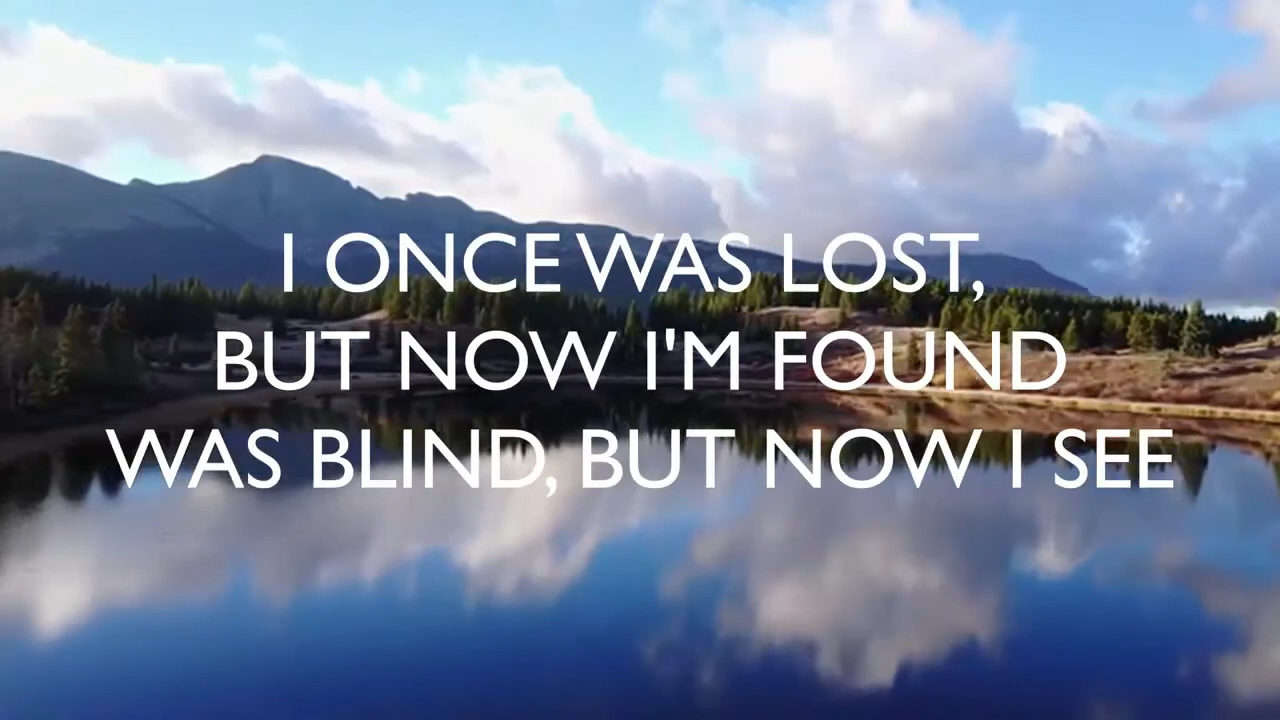 I ONCE WAS LOST,
BUT NOW I'M FOUND
WAS BLIND, BUT NOW I SEE